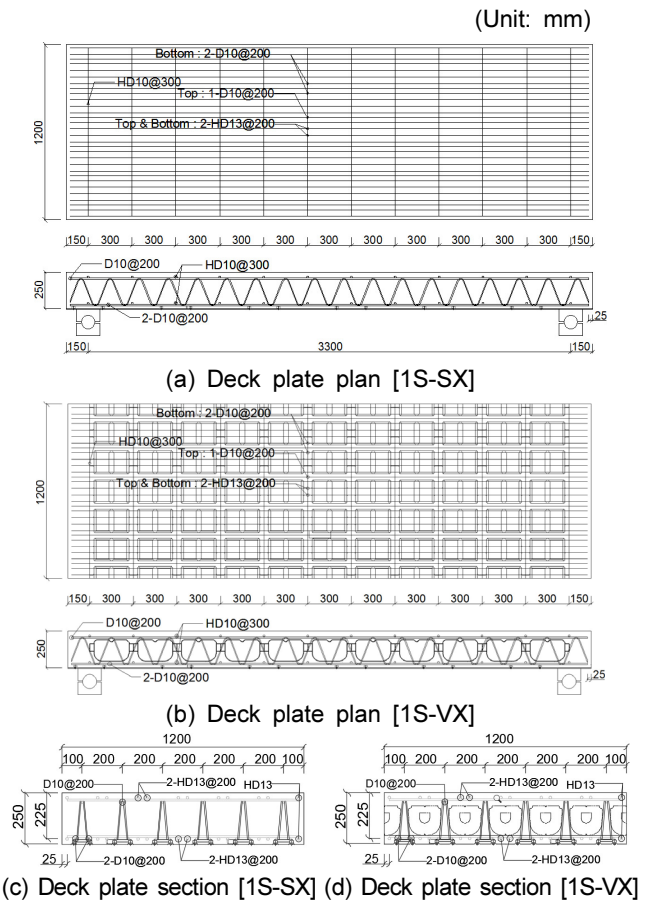 (Unit: mm)
Bottom : 2-D10@200
HD10@300
Top : 1-D10@200
Top & Bottom : 2-HD13@200
1200
150 300 300 300 300 300 300 300 300 300 300 300 150
D10@200 HD10@300
250
2-D10@200
25
150 3300 150
(a) Deck plate plan [1S-SX]
Bottom : 2-D10@200
HD10@300
Top : 1-D10@200
Top & Bottom : 2-HD13@200
1200
150 300 300 300 300 300 300 300 300 300 300 300 150
D10@200 HD10@300
250
2-D10@200
25
(b) Deck plate plan [1S-VX]
1200 1200
100 200 200 200 200 200 100 100 200 200 200 200 200 100
D10@200 2-HD13@200 HD13 D10@200 2-HD13@200 HD13
250 225 250 225
25 2-D10@200 2-HD13@200 25 2-D10@200 2-HD13@200
(c) Deck plate section [1S-SX] (d) Deck plate section [1S-VX]